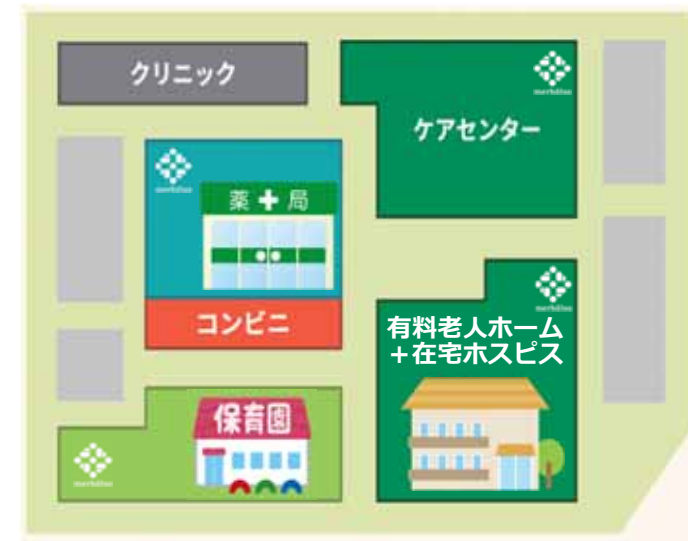 クリニック
ケアセンター
薬 局
コンビニ
有料老人ホーム
+在宅ホスピス
保育園